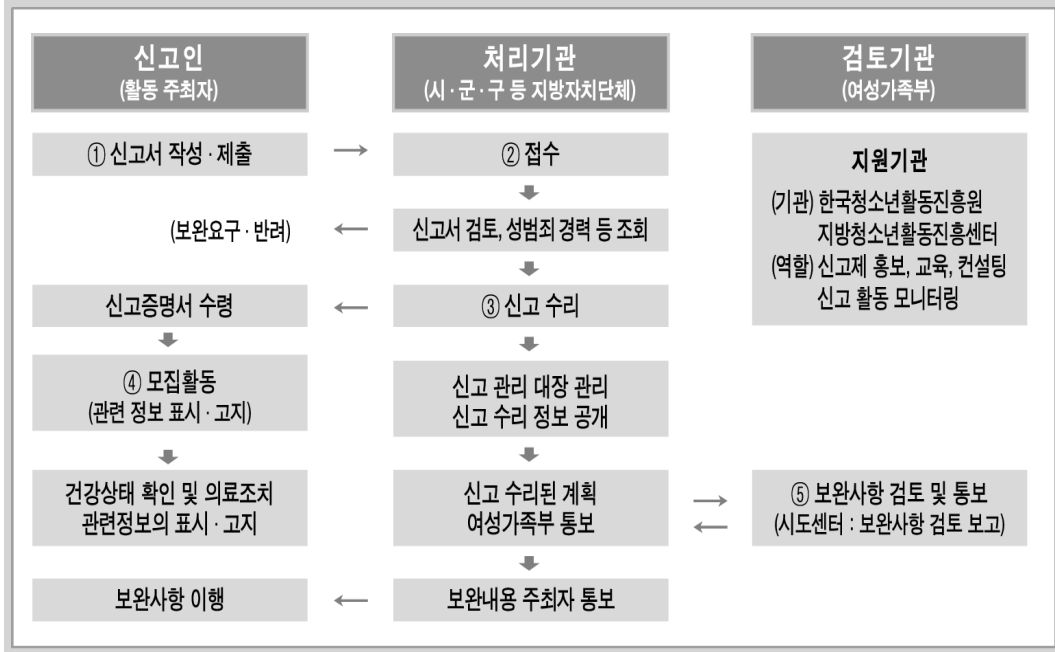 신고인
(활동 주최자)
처리기관
(시·군·구 등 지방자치단체)
검토기관
(여성가족부)
① 신고서 작성·제출
→
② 접수
지원기관
(기관) 한국청소년활동진흥원
지방청소년활동진흥센터
(역할) 신고제 홍보, 교육, 컨설팅
신고 활동 모니터링
(보완요구·반려)
←
신고서 검토, 성범죄 경력 등 조회
신고증명서 수령
←
③ 신고 수리
④ 모집활동
(관련 정보 표시·고지)
신고 관리 대장 관리
신고 수리 정보 공개
건강상태 확인 및 의료조치
관련정보의 표시·고지
신고 수리된 계획
여성가족부 통보
→
←
⑤ 보완사항 검토 및 통보
(시도센터 : 보완사항 검토 보고)
보완사항 이행
←
보완내용 주최자 통보